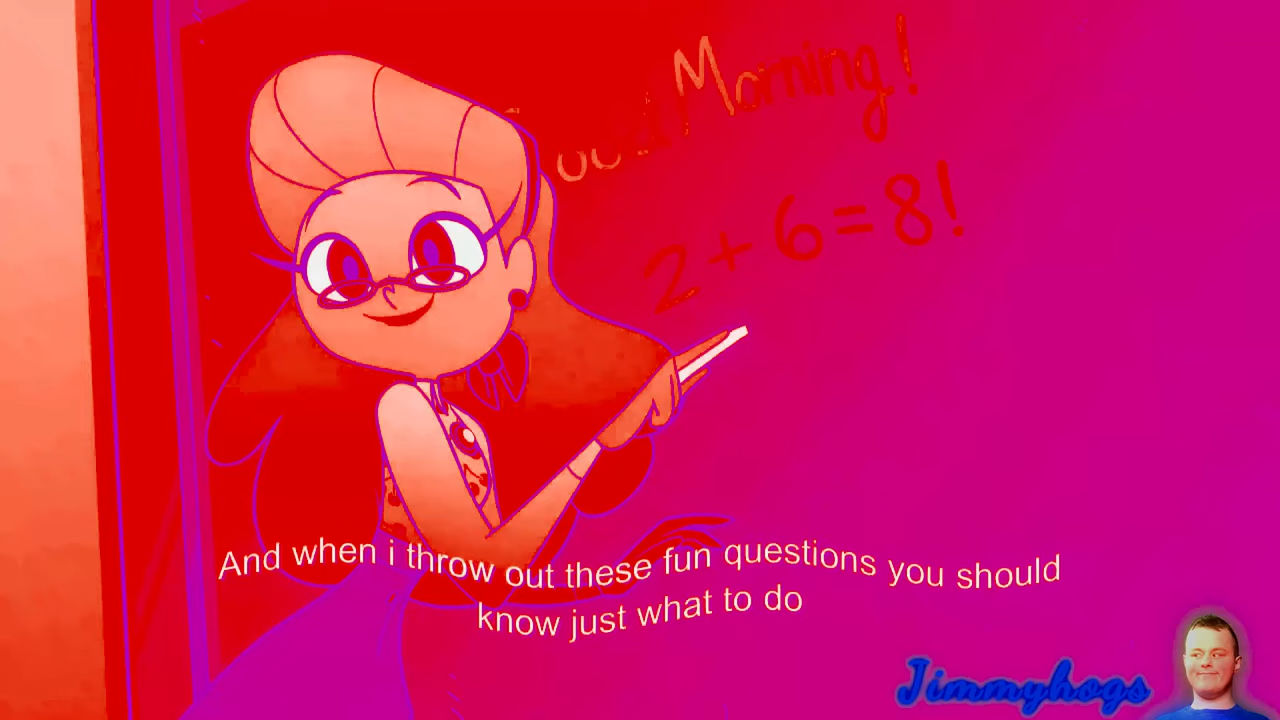 Good Morning!
2+6=8!
And when i throw out these fun questions you should
know just what to do
Jimmyhogs